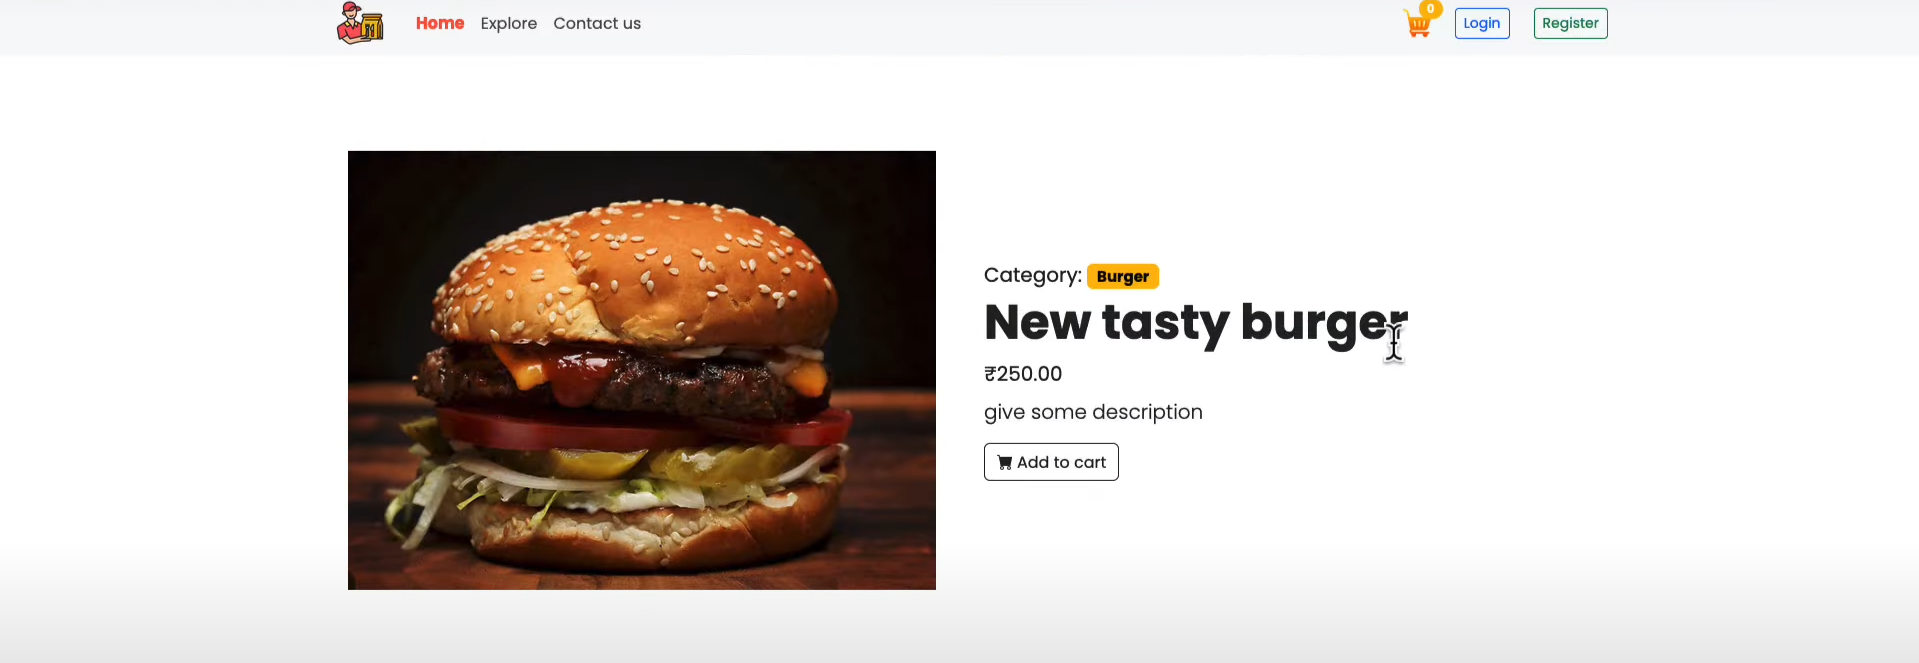 Home Explore Contact us 0 Login Register
Category: Burger
New tasty burger
₹250.00
give some description
Add to cart